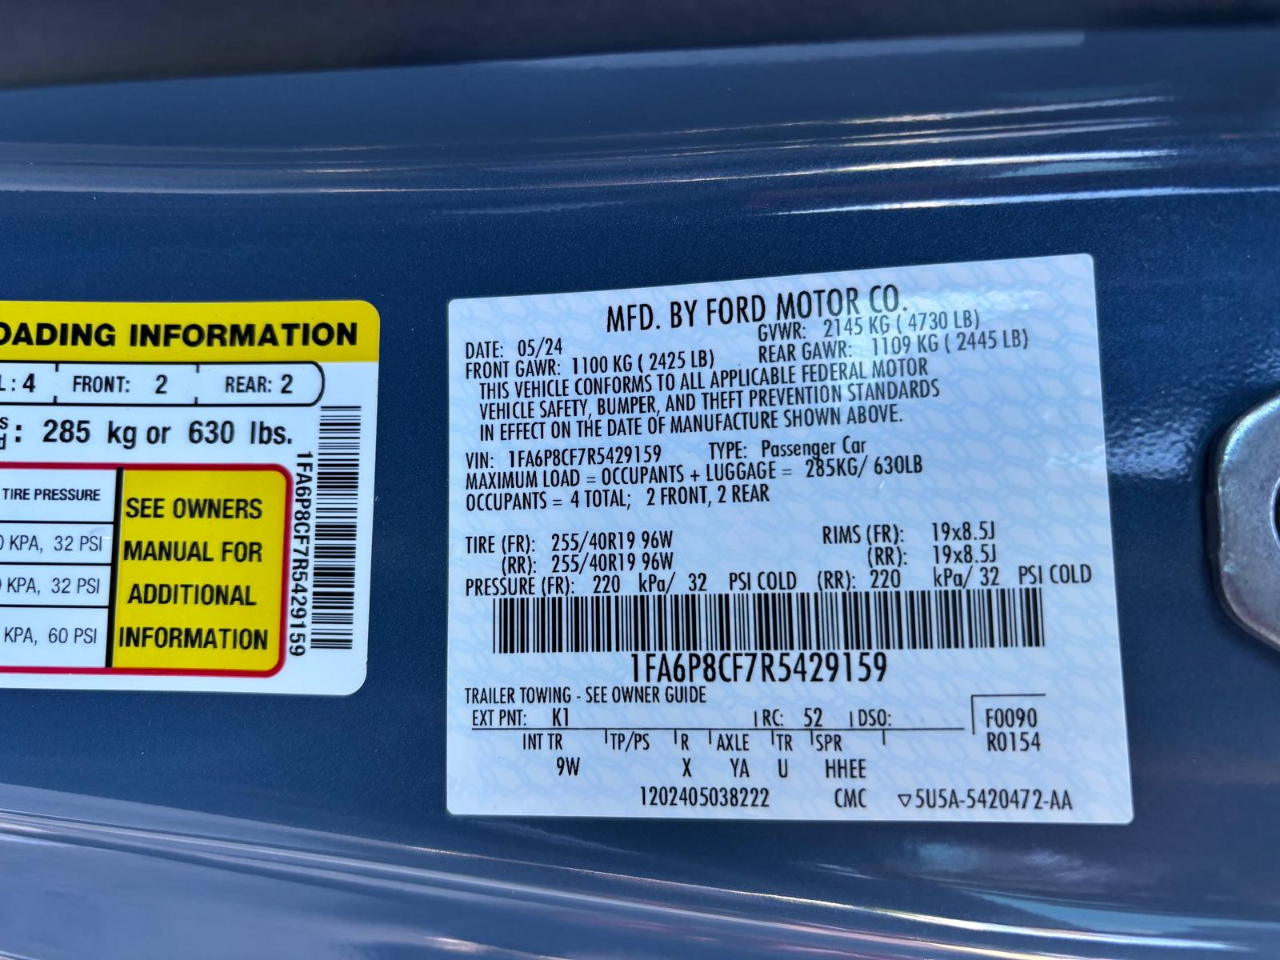 OADING INFORMATION
L: 4 FRONT: 2 REAR: 2
: 285 kg or 630 lbs.
TIRE PRESSURE
0 KPA, 32 PSI
0 KPA, 32 PSI
KPA, 60 PSI
SEE OWNERS
MANUAL FOR
ADDITIONAL
INFORMATION
1FA6P8CF7R5429159
MFD. BY FORD MOTOR CO.
DATE: 05/24 GVWR: 2145 KG ( 4730 LB)
FRONT GAWR: 1100 KG ( 2425 LB) REAR GAWR: 1109 KG ( 2445 LB)
THIS VEHICLE CONFORMS TO ALL APPLICABLE FEDERAL MOTOR
VEHICLE SAFETY, BUMPER, AND THEFT PREVENTION STANDARDS
IN EFFECT ON THE DATE OF MANUFACTURE SHOWN ABOVE.
VIN: 1FA6P8CF7R5429159 TYPE: Passenger Car
MAXIMUM LOAD = OCCUPANTS + LUGGAGE = 285KG/ 630LB
OCCUPANTS = 4 TOTAL; 2 FRONT, 2 REAR
TIRE (FR): 255/40R19 96W RIMS (FR): 19x8.5J
(RR): 255/40R19 96W (RR): 19x8.5J
PRESSURE (FR): 220 kPa/ 32 PSI COLD (RR): 220 kPa/ 32 PSI COLD
1FA6P8CF7R5429159
TRAILER TOWING - SEE OWNER GUIDE
EXT PNT: K1 RC: 52 DSO: F0090
INT TR TP/PS R AXLE TR SPR R0154
9W X YA U HHEE
1202405038222 CMC ▽5U5A-5420472-AA